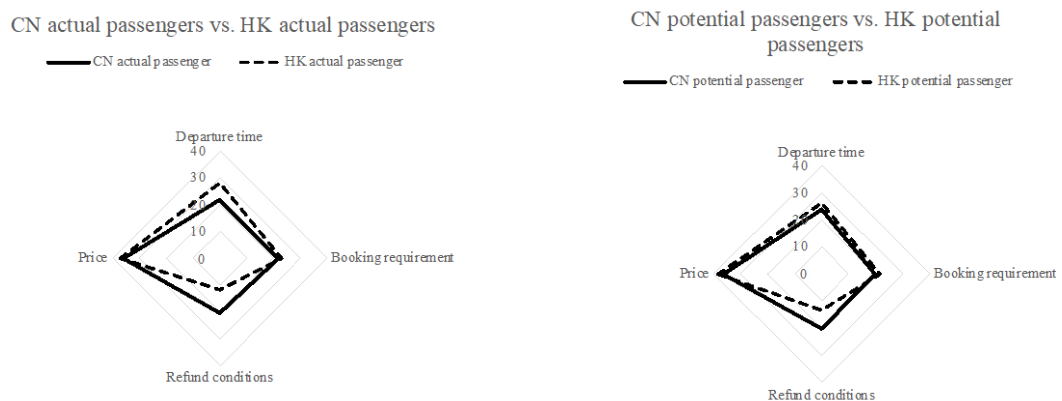 CN actual passengers vs. HK actual passengers
CN actual passenger
HK actual passenger
Departure time
40
30
20
10
0
Price
Booking requirement
Refund conditions
CN potential passengers vs. HK potential
passengers
CN potential passenger
HK potential passenger
Departure time
40
30
20
10
0
Price
Booking requirement
Refund conditions